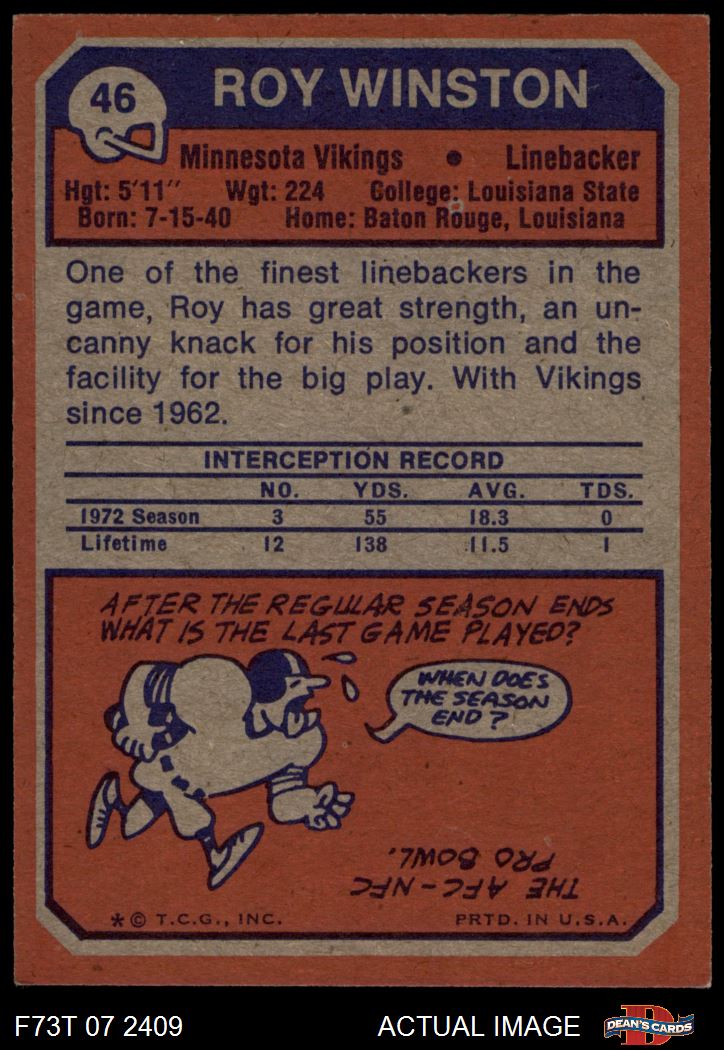 46
ROY WINSTON
Minnesota Vikings • Linebacker
Hgt: 5'11" Wgt: 224 College: Louisiana State
Born: 7-15-40 Home: Baton Rouge, Louisiana
One of the finest linebackers in the
game, Roy has great strength, an un-
canny knack for his position and the
facility for the big play. With Vikings
since 1962.
INTERCEPTION RECORD
NO. YDS. AVG. TDS.
1972 Season 3 55 18.3 0
Lifetime 12 138 11.5 1
AFTER THE REGULAR SEASON ENDS
WHAT IS THE LAST GAME PLAYED?
WHEN DOES
THE SEASON
END?
THE AFC-NFC
PRO BOWL.
* © T.C.G., INC. PRTD. IN U.S.A.
F73T 07 2409 ACTUAL IMAGE
D
DEAN'S CARDS